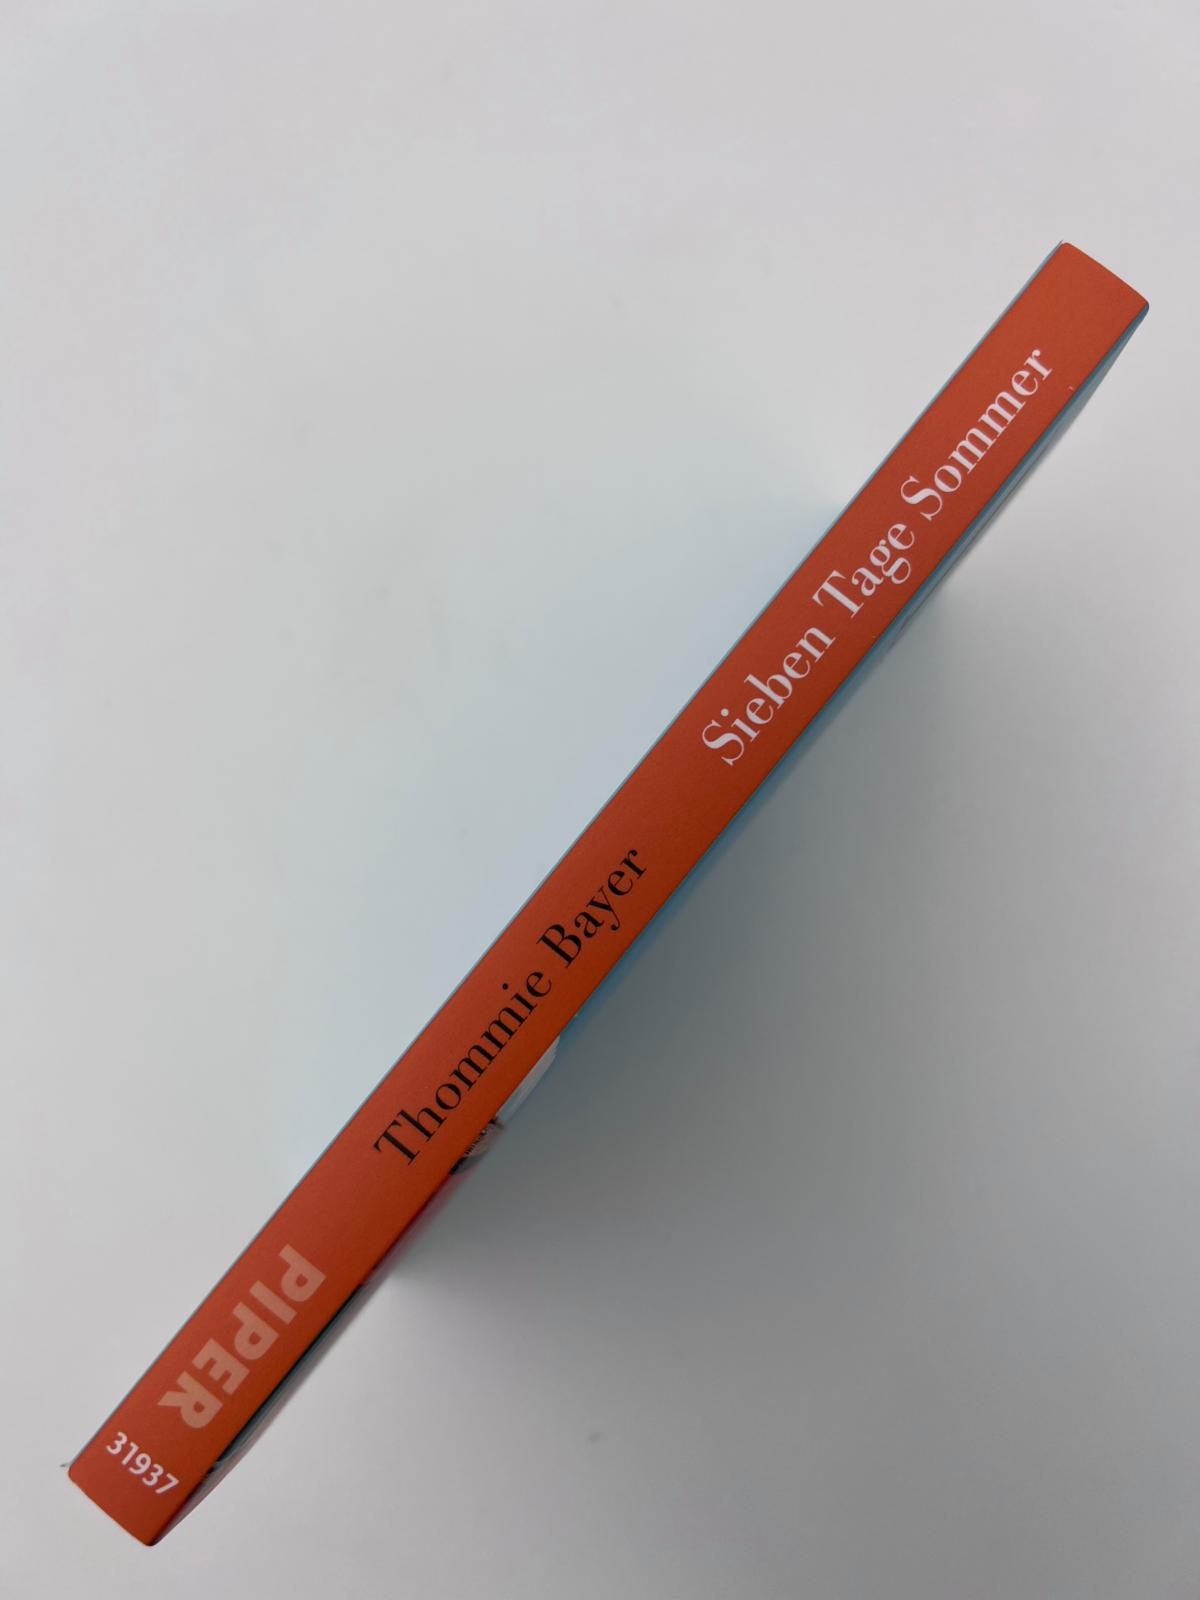 Sieben Tage Sommer
Thommie Bayer
PIPER
31937